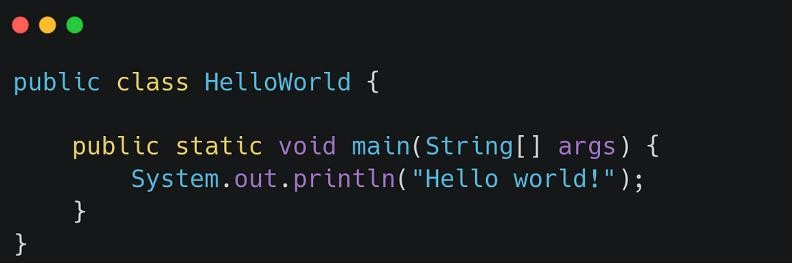 public class HelloWorld {
    public static void main(String[] args) {
        System.out.println("Hello world!");
    }
}